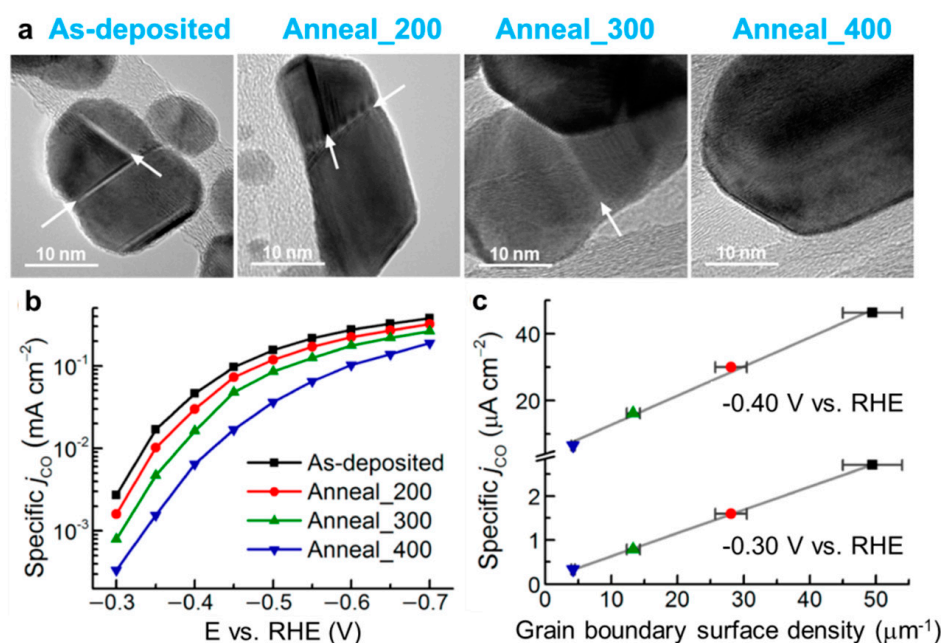 a
As-deposited
Anneal_200
Anneal_300
Anneal_400
10 nm
10 nm
10 nm
10 nm
b
Specific jCO (mA cm−2)
10−1
10−2
10−3
As-deposited
Anneal_200
Anneal_300
Anneal_400
−0.3
−0.4
−0.5
−0.6
−0.7
E vs. RHE (V)
c
Specific jCO (μA cm−2)
40
20
2
1
0
-0.40 V vs. RHE
-0.30 V vs. RHE
0
10
20
30
40
50
Grain boundary surface density (μm-1)